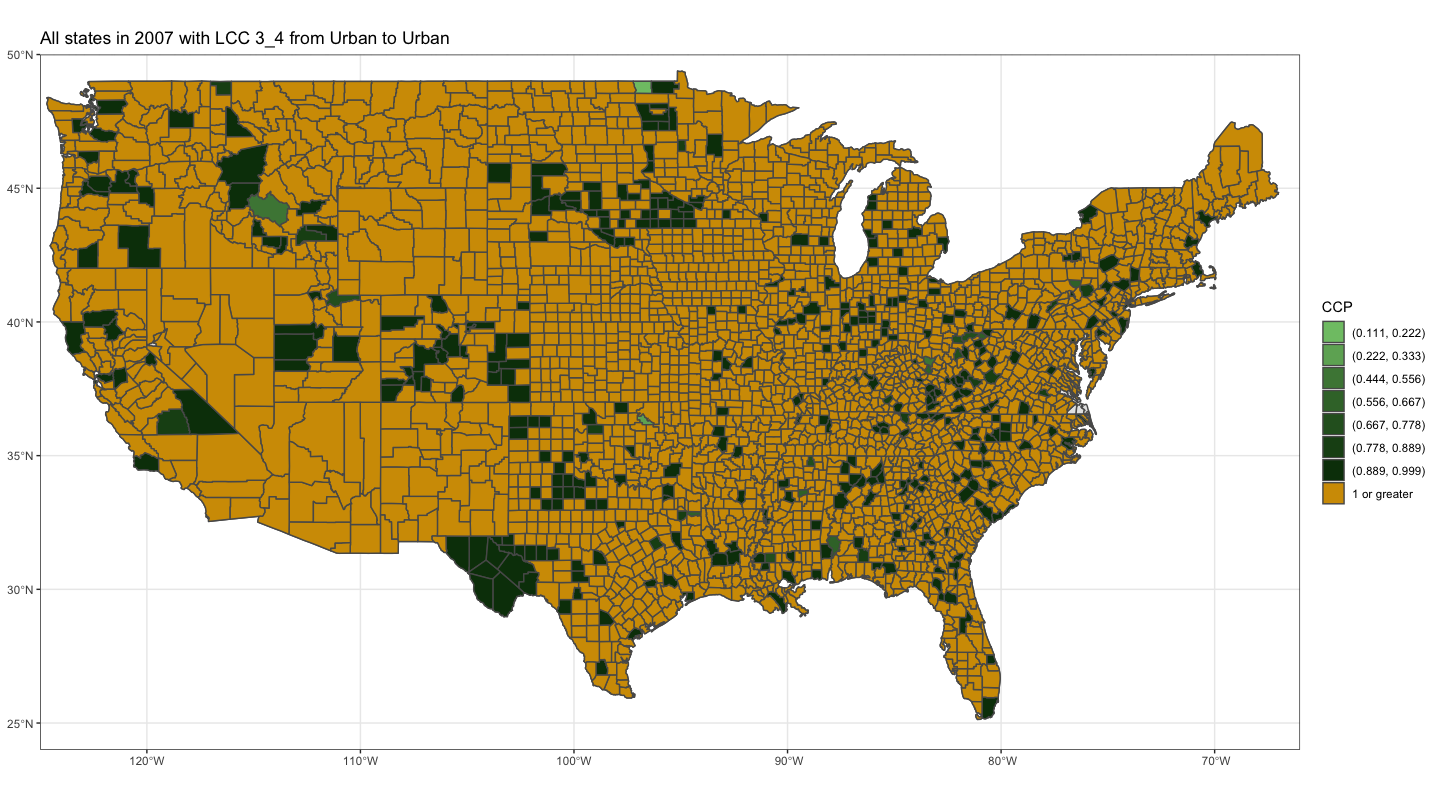 All states in 2007 with LCC 3_4 from Urban to Urban
50°N
45°N
40°N
35°N
30°N
25°N
120°W
110°W
100°W
90°W
80°W
70°W
CCP
(0.111, 0.222)
(0.222, 0.333)
(0.444, 0.556)
(0.556, 0.667)
(0.667, 0.778)
(0.778, 0.889)
(0.889, 0.999)
1 or greater